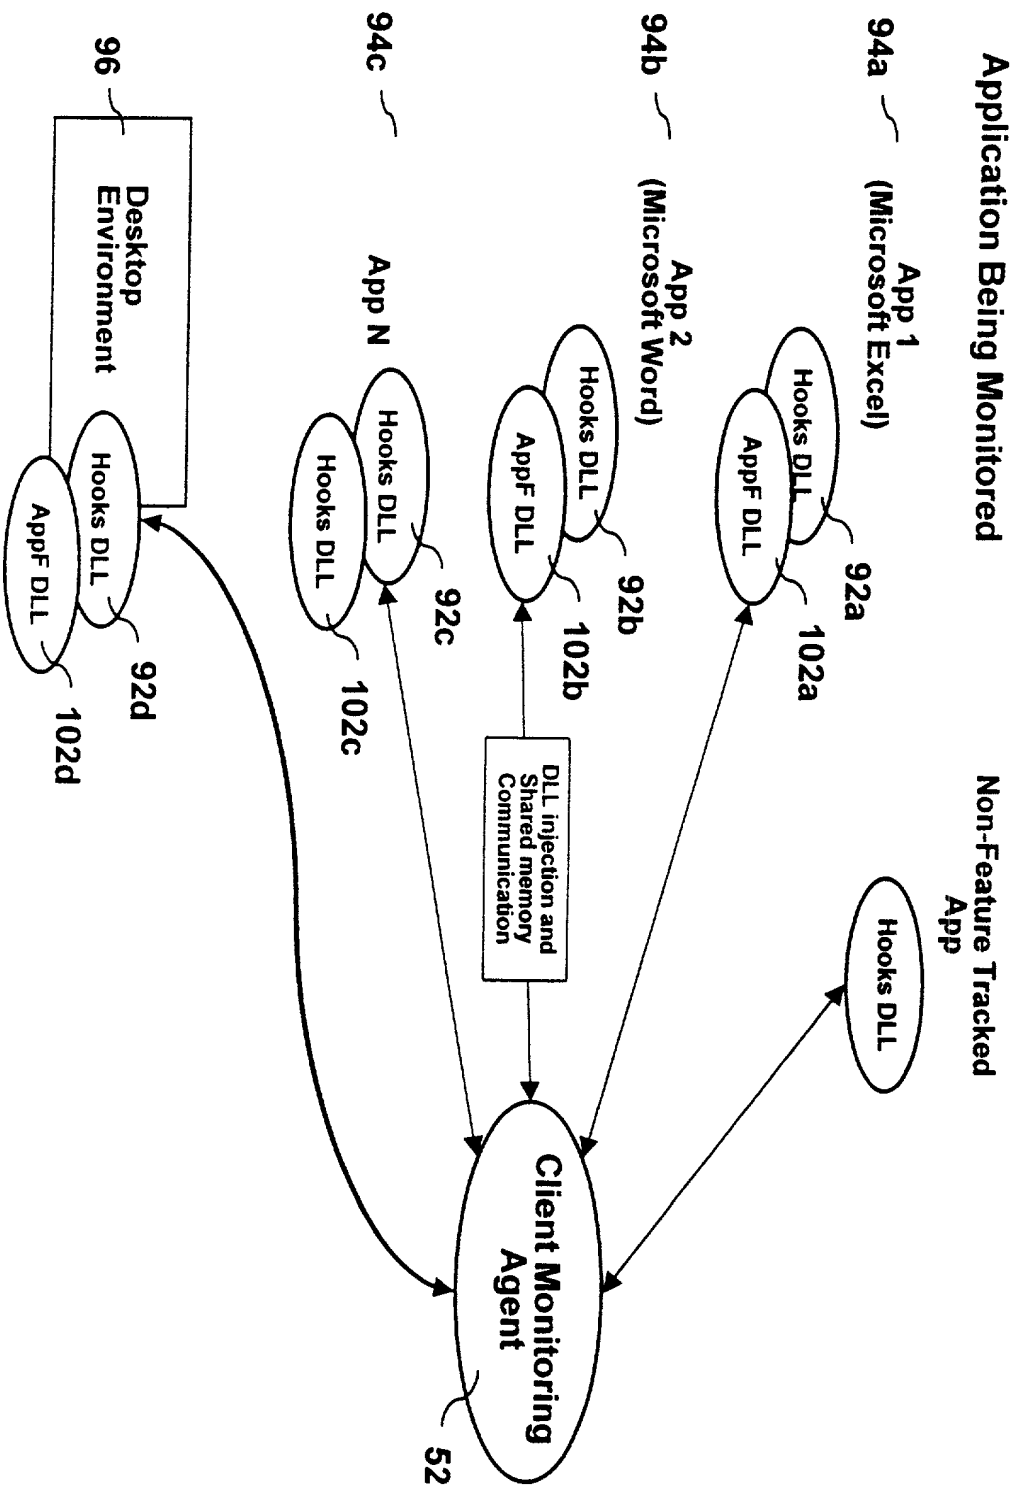 Application Being Monitored
Non-Feature Tracked
App
Hooks DLL
94a
App 1
(Microsoft Excel)
Hooks DLL
92a
AppF DLL
102a
94b
App 2
(Microsoft Word)
Hooks DLL
92b
AppF DLL
102b
DLL injection and
Shared memory
Communication
Client Monitoring
Agent
52
94c
App N
Hooks DLL
92c
Hooks DLL
102c
96
Desktop
Environment
Hooks DLL
92d
AppF DLL
102d